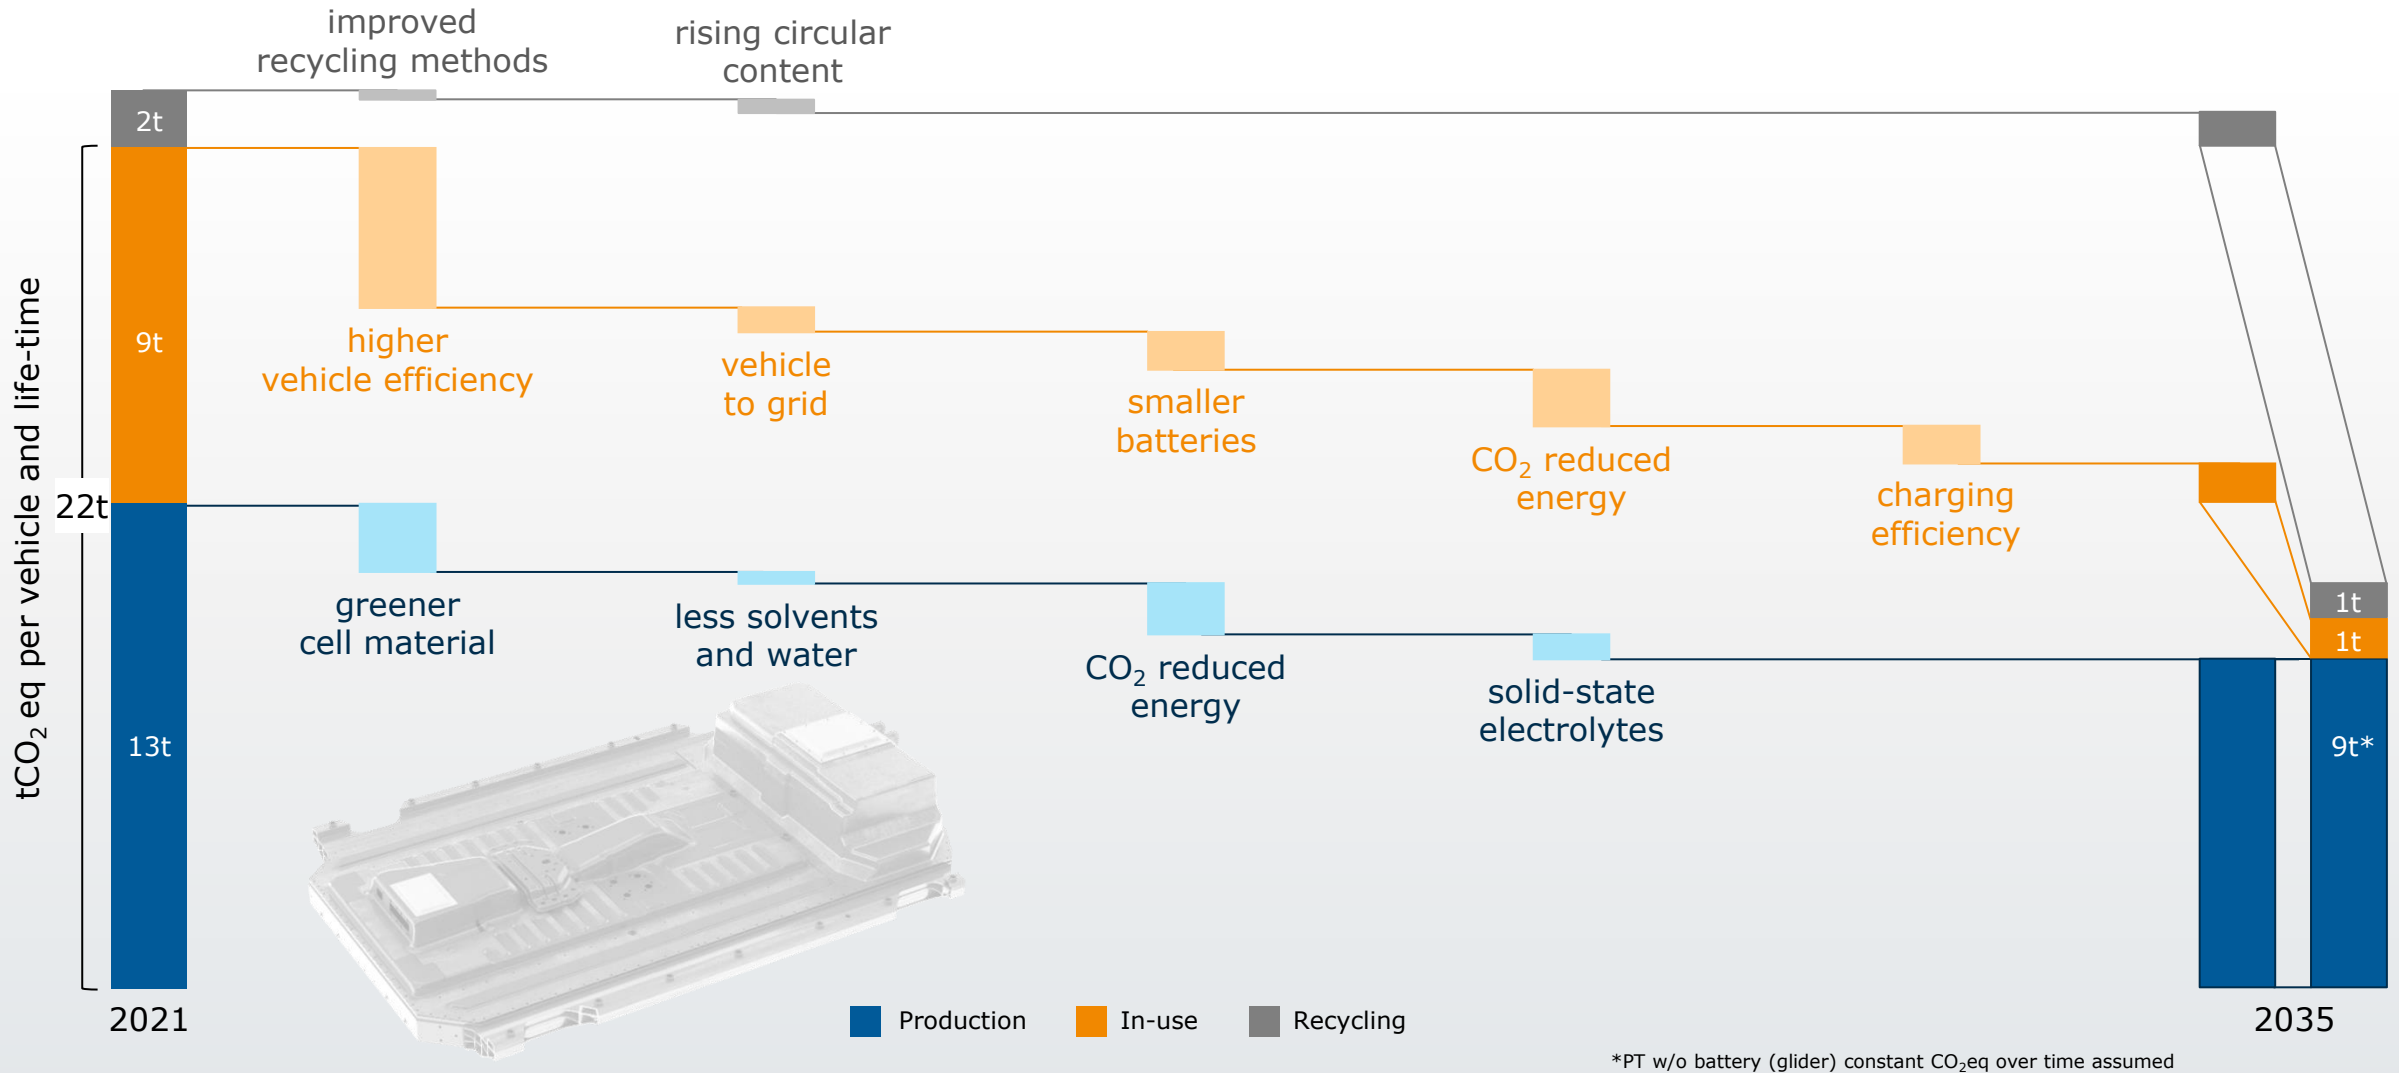 improved
recycling methods
rising circular
content
2t
higher
vehicle efficiency
9t
vehicle
to grid
smaller
batteries
CO₂ reduced
energy
charging
efficiency
tCO₂ eq per vehicle and life-time
22t
greener
cell material
less solvents
and water
CO₂ reduced
energy
solid-state
electrolytes
1t
1t
13t
9t*
2021
Production
In-use
Recycling
2035
*PT w/o battery (glider) constant CO₂eq over time assumed